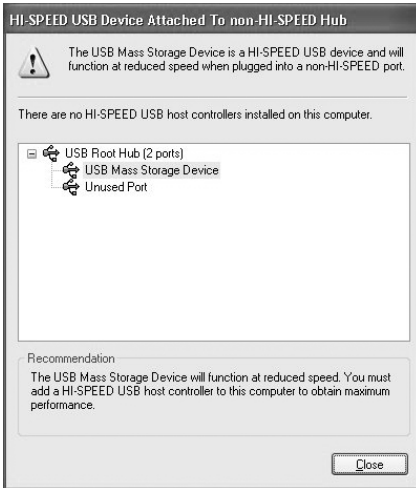 HI-SPEED USB Device Attached To non-HI-SPEED Hub
The USB Mass Storage Device is a HI-SPEED USB device and will
function at reduced speed when plugged into a non-HI-SPEED port.
There are no HI-SPEED USB host controllers installed on this computer.
USB Root Hub (2 ports)
USB Mass Storage Device
Unused Port
Recommendation
The USB Mass Storage Device will function at reduced speed. You must
add a HI-SPEED USB host controller to this computer to obtain maximum
performance.
Close